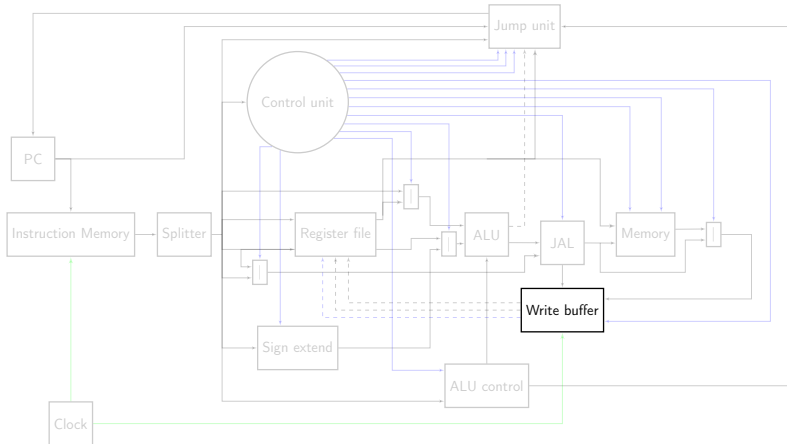 Jump unit
Control unit
PC
Instruction Memory
Splitter
Register file
ALU
JAL
Memory
Write buffer
Sign extend
ALU control
Clock